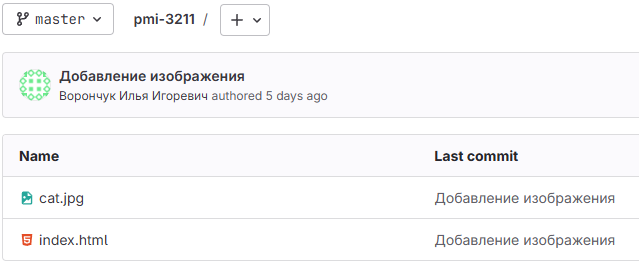 master pmi-3211 / +
Добавление изображения
Ворончук Илья Игоревич authored 5 days ago
Name Last commit
cat.jpg Добавление изображения
index.html Добавление изображения